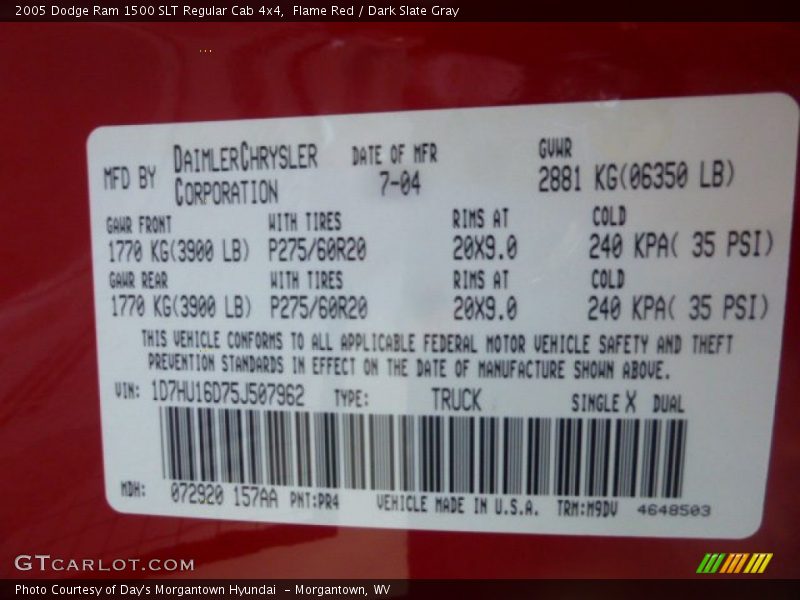 2005 Dodge Ram 1500 SLT Regular Cab 4x4,  Flame Red / Dark Slate Gray
MFD BY DAIMLERCHRYSLER CORPORATION
DATE OF MFR
7-04
GVWR
2881 KG(06350 LB)
GAWR FRONT WITH TIRES RIMS AT COLD
1770 KG(3900 LB) P275/60R20 20X9.0 240 KPA( 35 PSI)
GAWR REAR WITH TIRES RIMS AT COLD
1770 KG(3900 LB) P275/60R20 20X9.0 240 KPA( 35 PSI)
THIS VEHICLE CONFORMS TO ALL APPLICABLE FEDERAL MOTOR VEHICLE SAFETY AND THEFT
PREVENTION STANDARDS IN EFFECT ON THE DATE OF MANUFACTURE SHOWN ABOVE.
VIN: 1D7HU16D75J507962 TYPE: TRUCK SINGLE X DUAL
MDH: 072920 157AA PNT:PR4 VEHICLE MADE IN U.S.A. TRM:M9DV 4648503
GTCARLOT.COM
Photo Courtesy of Day's Morgantown Hyundai  – Morgantown, WV